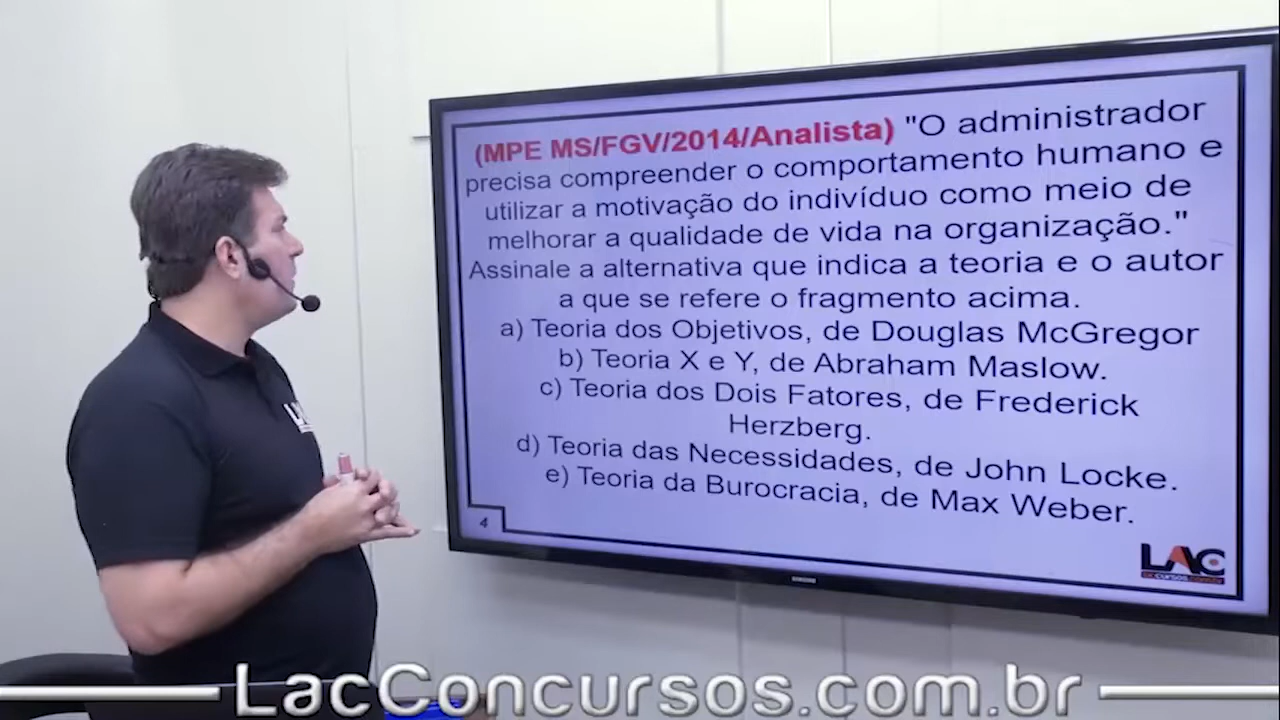 (MPE MS/FGV/2014/Analista) "O administrador
precisa compreender o comportamento humano e
utilizar a motivação do indivíduo como meio de
melhorar a qualidade de vida na organização."
Assinale a alternativa que indica a teoria e o autor
a que se refere o fragmento acima.
a) Teoria dos Objetivos, de Douglas McGregor
b) Teoria X e Y, de Abraham Maslow.
c) Teoria dos Dois Fatores, de Frederick
Herzberg.
d) Teoria das Necessidades, de John Locke.
e) Teoria da Burocracia, de Max Weber.
4
LAC
SAMSUNG
LacConcursos.com.br